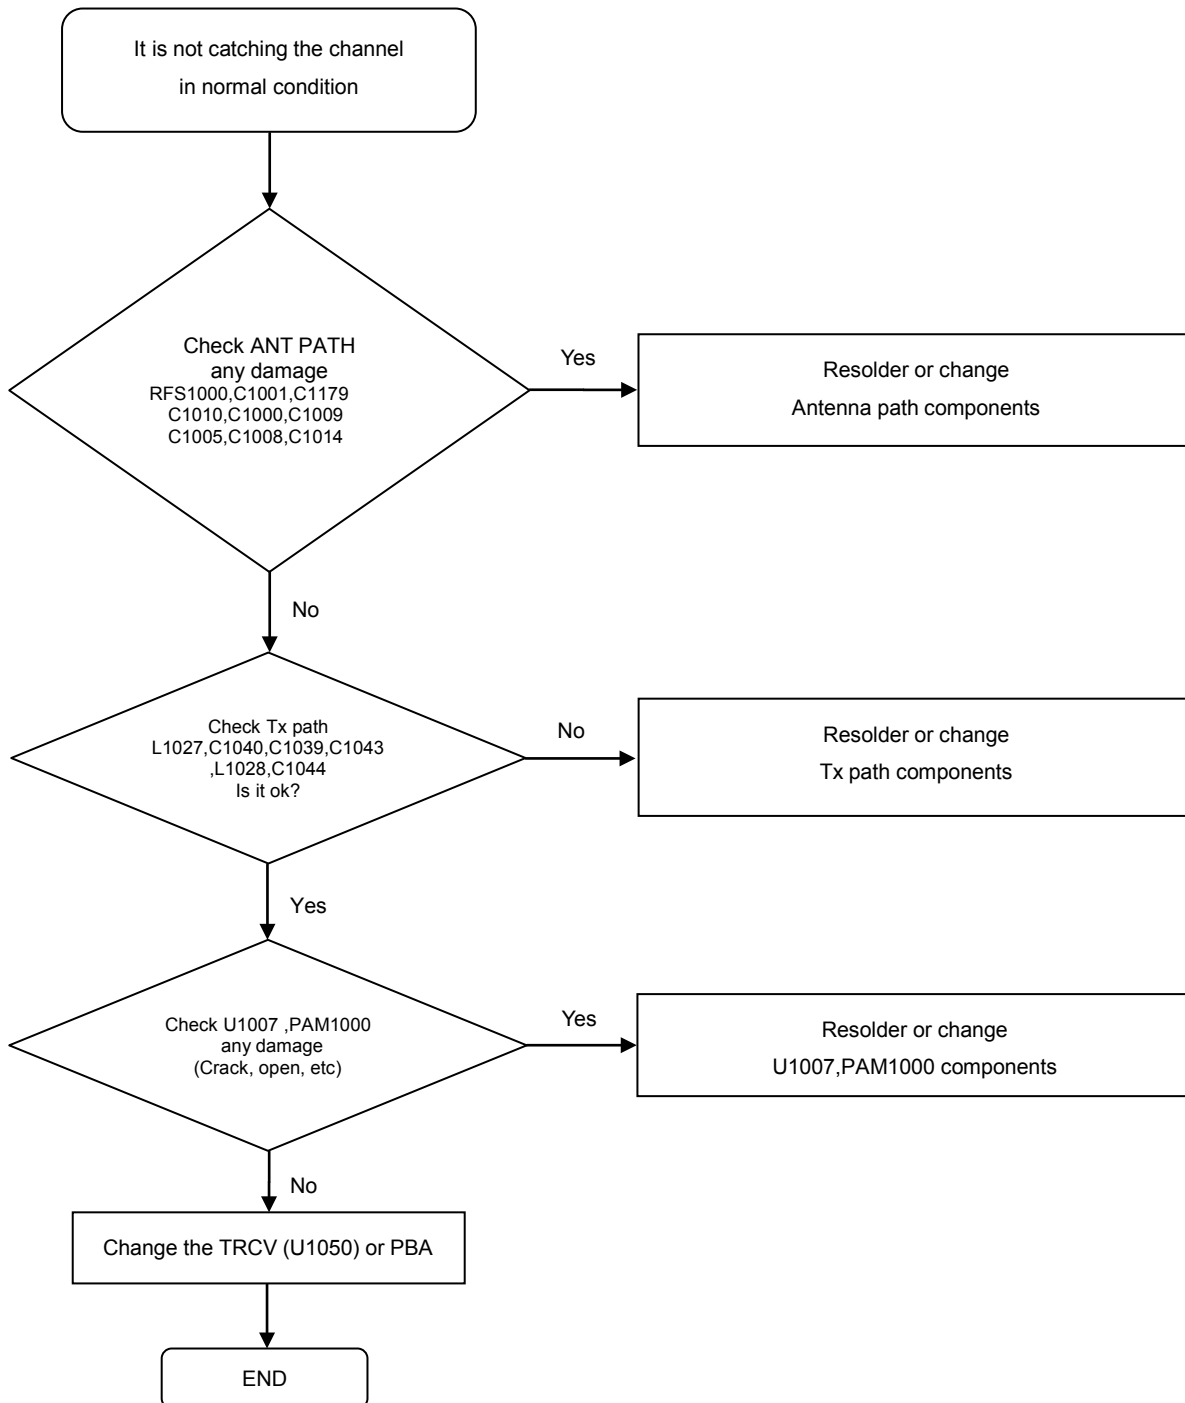 It is not catching the channel
in normal condition
Check ANT PATH
any damage
RFS1000,C1001,C1179
C1010,C1000,C1009
C1005,C1008,C1014
Yes
Resolder or change
Antenna path components
No
Check Tx path
L1027,C1040,C1039,C1043
,L1028,C1044
Is it ok?
No
Resolder or change
Tx path components
Yes
Check U1007 ,PAM1000
any damage
(Crack, open, etc)
Yes
Resolder or change
U1007,PAM1000 components
No
Change the TRCV (U1050) or PBA
END